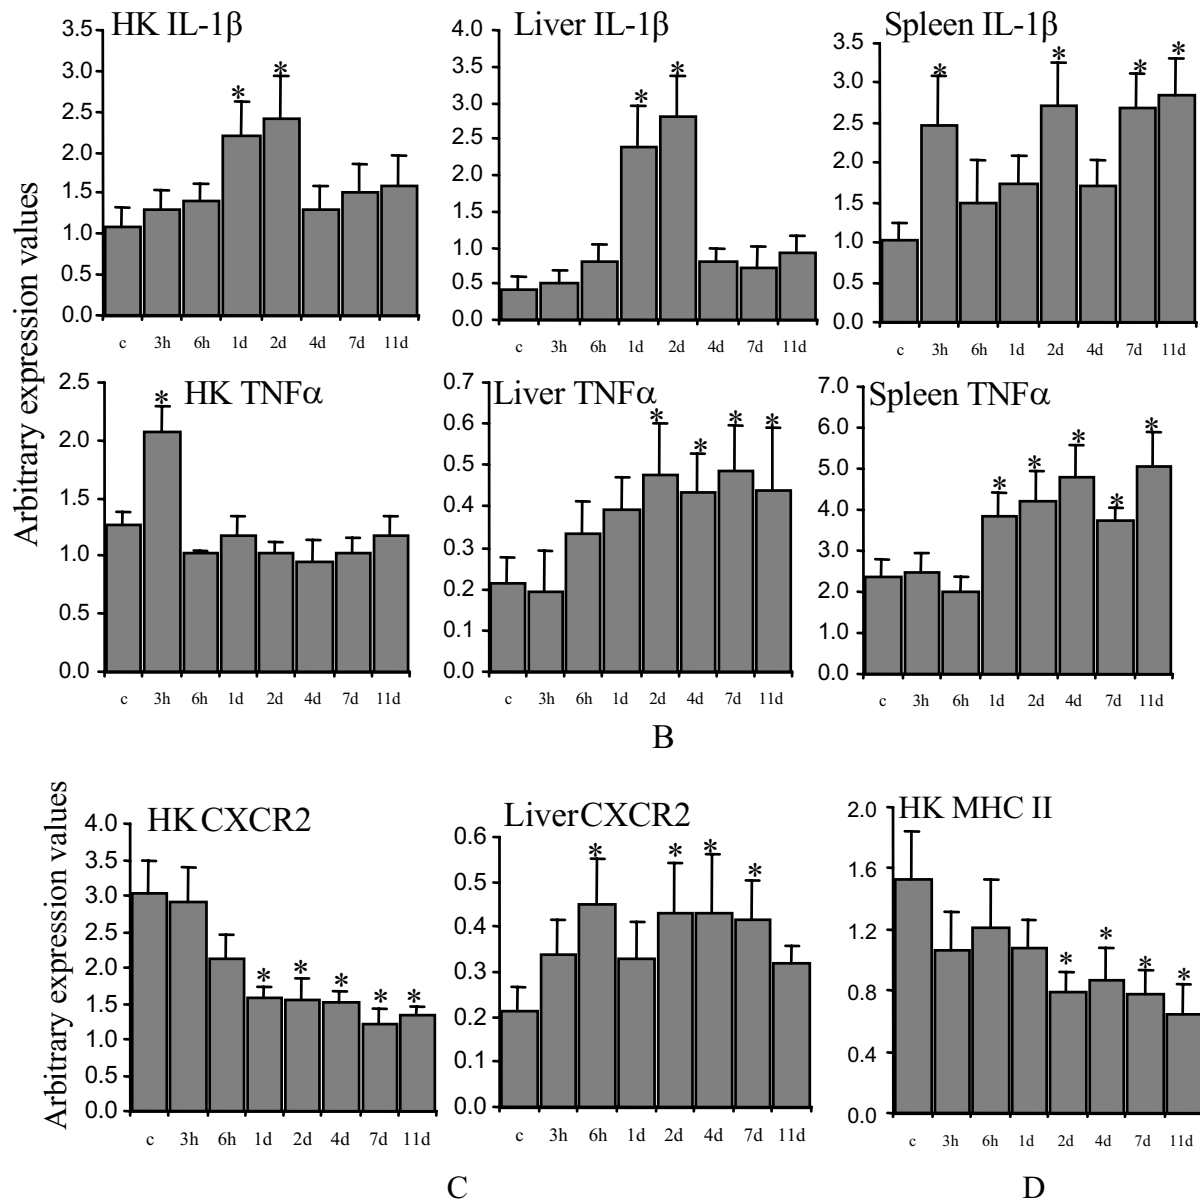 HK IL-1β
3.5
3.0
2.5
2.0
1.5
1.0
0.5
0.0
* *
c 3h 6h 1d 2d 4d 7d 11d
Liver IL-1β
4.0
3.5
3.0
2.5
2.0
1.5
1.0
0.5
0.0
* *
c 3h 6h 1d 2d 4d 7d 11d
Spleen IL-1β
3.5
3.0
2.5
2.0
1.5
1.0
0.5
0.0
* * * *
c 3h 6h 1d 2d 4d 7d 11d
Arbitrary expression values
HK TNFα
2.5
2.0
1.5
1.0
0.5
0.0
*
c 3h 6h 1d 2d 4d 7d 11d
Liver TNFα
0.7
0.6
0.5
0.4
0.3
0.2
0.1
0.0
* * * *
c 3h 6h 1d 2d 4d 7d 11d
Spleen TNFα
7.0
6.0
5.0
4.0
3.0
2.0
1.0
0.0
* * * * *
c 3h 6h 1d 2d 4d 7d 11d
B
Arbitrary expression values
HK CXCR2
4.0
3.5
3.0
2.5
2.0
1.5
1.0
0.5
0.0
* * * * *
c 3h 6h 1d 2d 4d 7d 11d
Liver CXCR2
0.6
0.5
0.4
0.3
0.2
0.1
0.0
* * * *
c 3h 6h 1d 2d 4d 7d 11d
HK MHC II
2.0
1.6
1.2
0.8
0.4
0.0
* * * *
c 3h 6h 1d 2d 4d 7d 11d
C
D